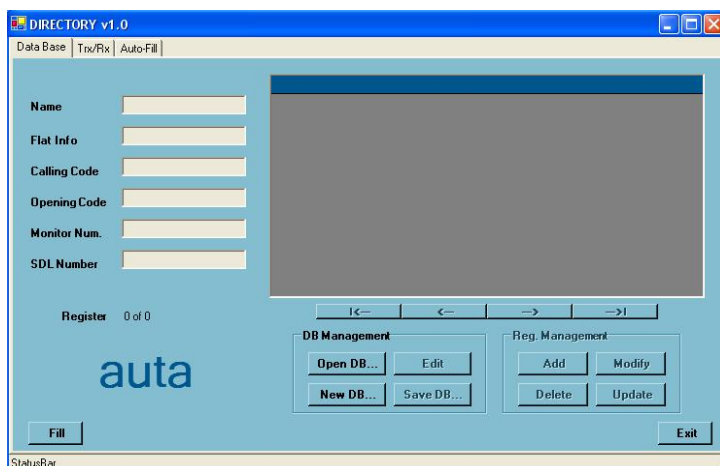 DIRECTORY v1.0
Data Base Trx/Rx Auto-Fill
Name
Flat Info
Calling Code
Opening Code
Monitor Num.
SDL Number
Register 0 of 0
|<--- <--- ---> --->|
DB Management
Open DB... Edit
New DB... Save DB...
Reg. Management
Add Modify
Delete Update
auta
Fill
Exit
StatusBar